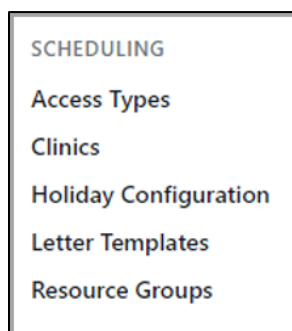 SCHEDULING
Access Types
Clinics
Holiday Configuration
Letter Templates
Resource Groups